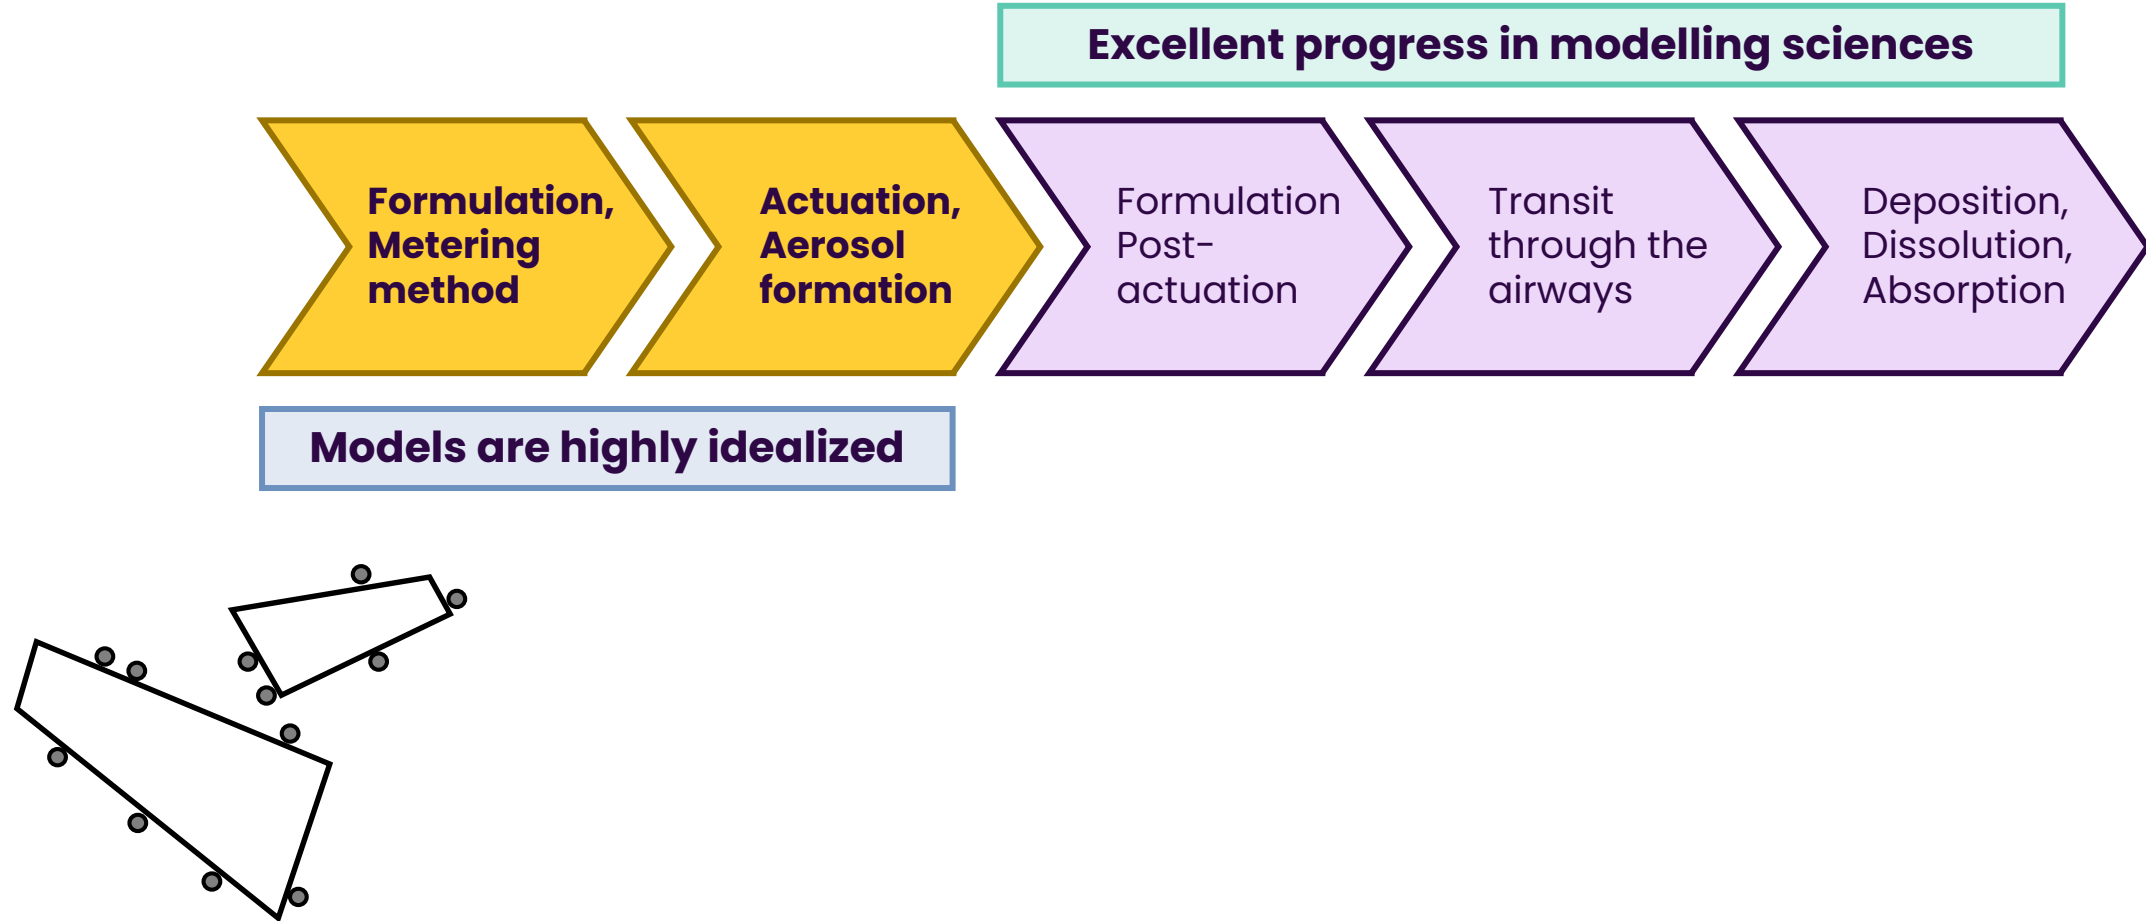 Excellent progress in modelling sciences
Formulation,
Metering
method
Actuation,
Aerosol
formation
Formulation
Post-
actuation
Transit
through the
airways
Deposition,
Dissolution,
Absorption
Models are highly idealized